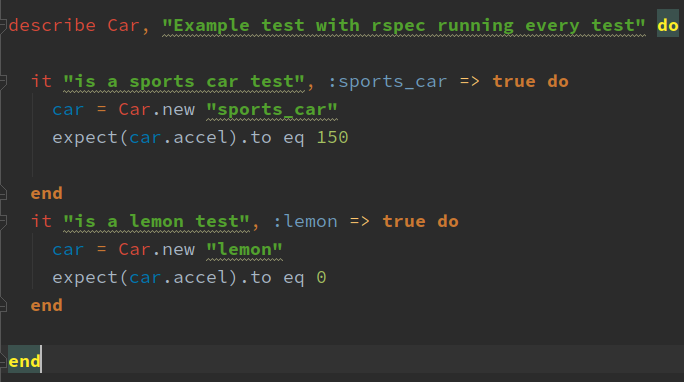 describe Car, "Example test with rspec running every test" do
it "is a sports car test", :sports_car => true do
car = Car.new "sports_car"
expect(car.accel).to eq 150
end
it "is a lemon test", :lemon => true do
car = Car.new "lemon"
expect(car.accel).to eq 0
end
end